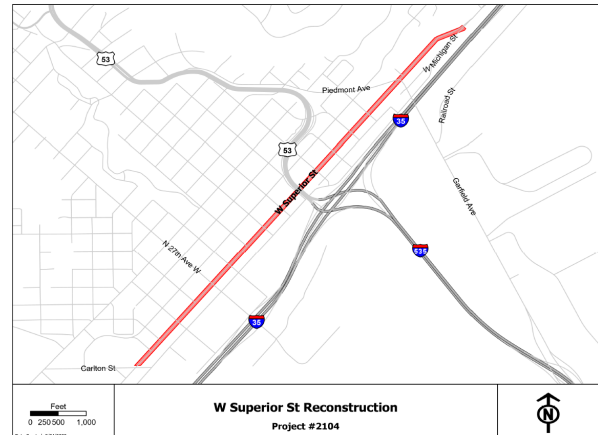 53
W Michigan St
Piedmont Ave
Railroad St
35
53
W Superior St
Garfield Ave
N 27th Ave W
535
35
Carlton St
Feet
0 250 500 1,000
W Superior St Reconstruction
Project #2104
N